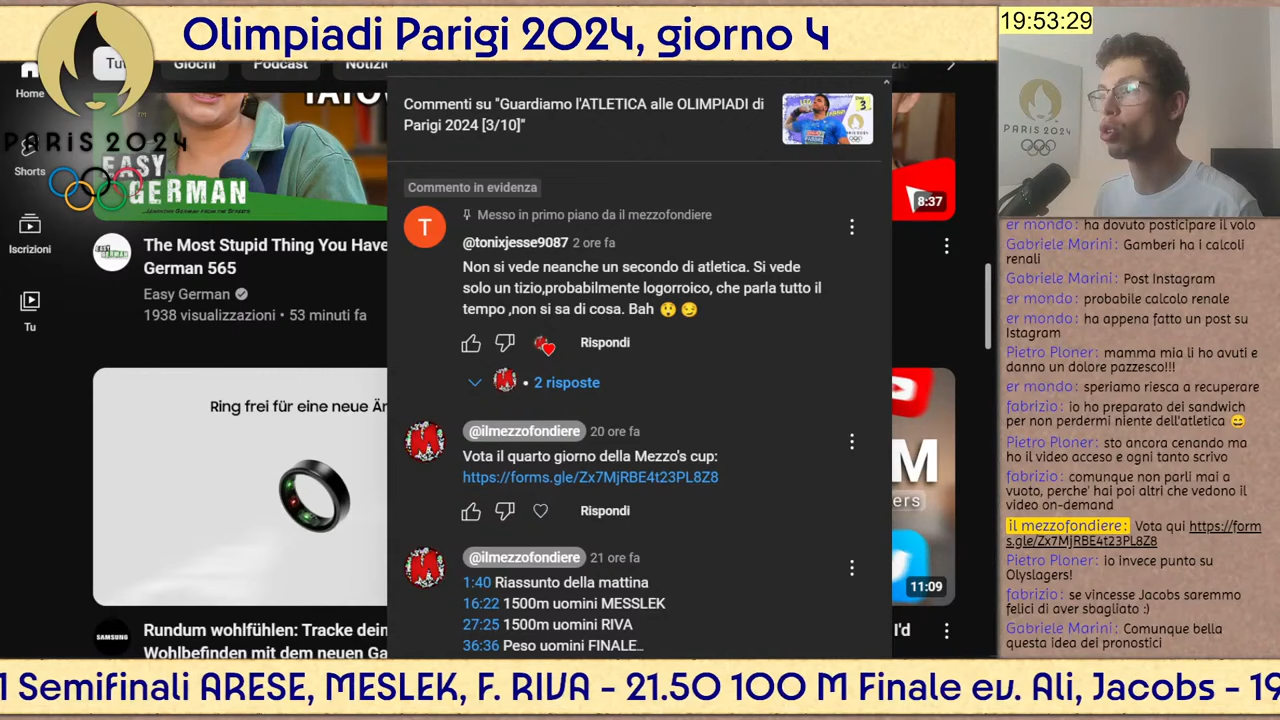 Olimpiadi Parigi 2024, giorno 4
19:53:29
Giochi
Podcast
Home
PARIS 2024
Shorts
Iscrizioni
Tu
EASY
GERMAN
The Most Stupid Thing You Have
German 565
Easy German
1938 visualizzazioni • 53 minuti fa
Ring frei für eine neue Är
SAMSUNG
Rundum wohlfühlen: Tracke dein
Wohlbefinden mit dem neuen Ga
Commenti su "Guardiamo l'ATLETICA alle OLIMPIADI di
Parigi 2024 [3/10]"
Commento in evidenza
Messo in primo piano da il mezzofondiere
T
@tonixjesse9087 2 ore fa
Non si vede neanche un secondo di atletica. Si vede
solo un tizio,probabilmente logorroico, che parla tutto il
tempo ,non si sa di cosa. Bah 😲 😏
Rispondi
• 2 risposte
@ilmezzofondiere 20 ore fa
Vota il quarto giorno della Mezzo's cup:
https://forms.gle/Zx7MjRBE4t23PL8Z8
Rispondi
@ilmezzofondiere 21 ore fa
1:40 Riassunto della mattina
16:22 1500m uomini MESSLEK
27:25 1500m uomini RIVA
36:36 Peso uomini FINALE...
8:37
11:09
PARIS 2024
er mondo: ha dovuto posticipare il volo
Gabriele Marini: Gamberi ha i calcoli
renali
Gabriele Marini: Post Instagram
er mondo: probabile calcolo renale
er mondo: ha appena fatto un post su
Istagram
Pietro Ploner: mamma mia li ho avuti e
danno un dolore pazzesco!!!
er mondo: speriamo riesca a recuperare
fabrizio: io ho preparato dei sandwich
per non perdermi niente dell'atletica 😄
Pietro Ploner: sto ancora cenando ma
ho il video acceso e ogni tanto scrivo
fabrizio: comunque non parli mai a
vuoto, perche' hai poi altri che vedono il
video on-demand
il mezzofondiere: Vota qui https://form
s.gle/Zx7MjRBE4t23PL8Z8
Pietro Ploner: io invece punto su
Olyslagers!
fabrizio: se vincesse Jacobs saremmo
felici di aver sbagliato :)
Gabriele Marini: Comunque bella
questa idea dei pronostici
1 Semifinali ARESE, MESLEK, F. RIVA - 21.50 100 M Finale ev. Ali, Jacobs - 19